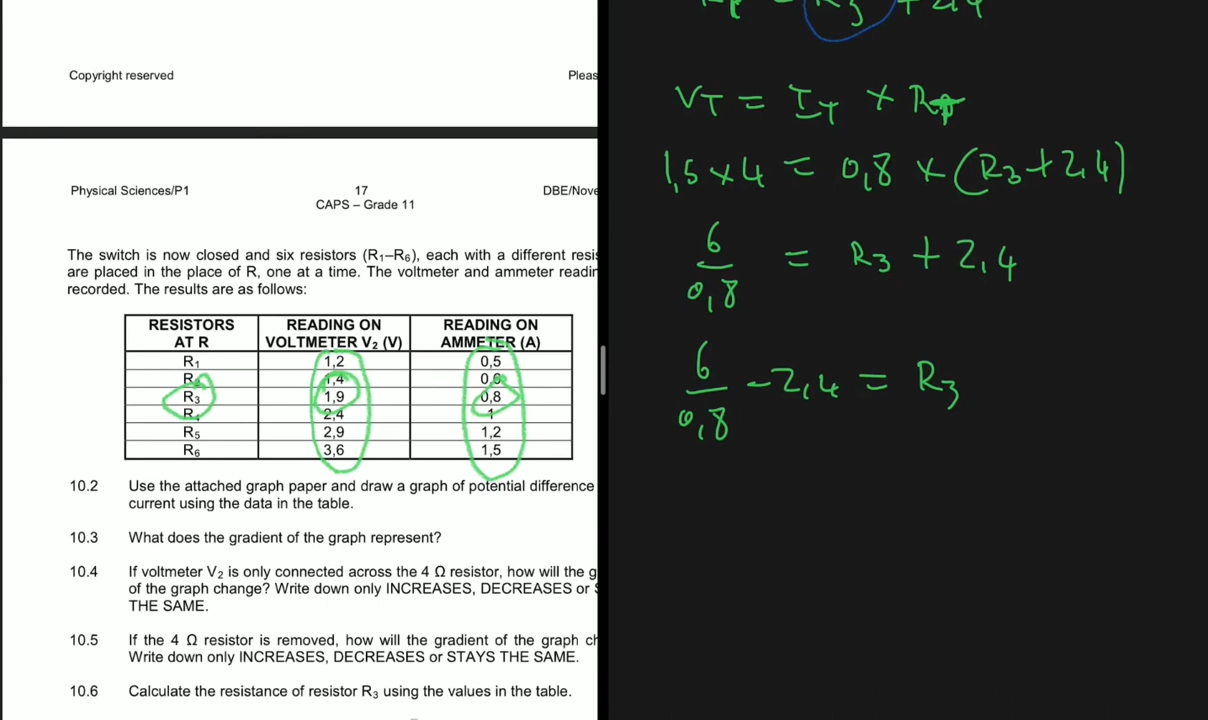 Copyright reserved Pleas
Physical Sciences/P1 17 DBE/Nove
CAPS – Grade 11
The switch is now closed and six resistors (R₁–R₆), each with a different resi
are placed in the place of R, one at a time. The voltmeter and ammeter readin
recorded. The results are as follows:
RESISTORS AT R READING ON VOLTMETER V₂ (V) READING ON AMMETER (A)
R₁ 1,2 0,5
R₂ 1,4 0,6
R₃ 1,9 0,8
R₄ 2,4 1
R₅ 2,9 1,2
R₆ 3,6 1,5
10.2 Use the attached graph paper and draw a graph of potential difference
current using the data in the table.
10.3 What does the gradient of the graph represent?
10.4 If voltmeter V₂ is only connected across the 4 Ω resistor, how will the g
of the graph change? Write down only INCREASES, DECREASES or S
THE SAME.
10.5 If the 4 Ω resistor is removed, how will the gradient of the graph ch
Write down only INCREASES, DECREASES or STAYS THE SAME.
10.6 Calculate the resistance of resistor R₃ using the values in the table.
R3 + 2,4
VT = IT × RT
1,5 × 4 = 0,8 × (R3 + 2,4)
6/0,8 = R3 + 2,4
6/0,8 - 2,4 = R3